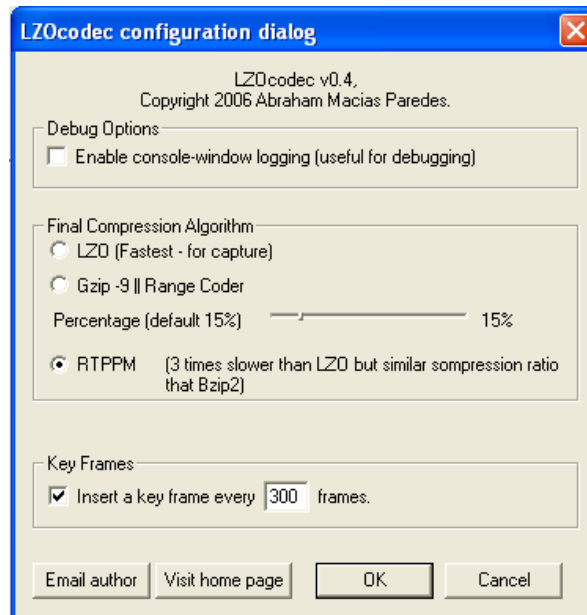 LZOcodec configuration dialog
LZOcodec v0.4,
Copyright 2006 Abraham Macias Paredes.
Debug Options
Enable console-window logging (useful for debugging)
Final Compression Algorithm
LZO (Fastest - for capture)
Gzip -9 || Range Coder
Percentage (default 15%) 15%
RTPPM (3 times slower than LZO but similar sompression ratio
that Bzip2)
Key Frames
Insert a key frame every 300 frames.
Email author Visit home page OK Cancel